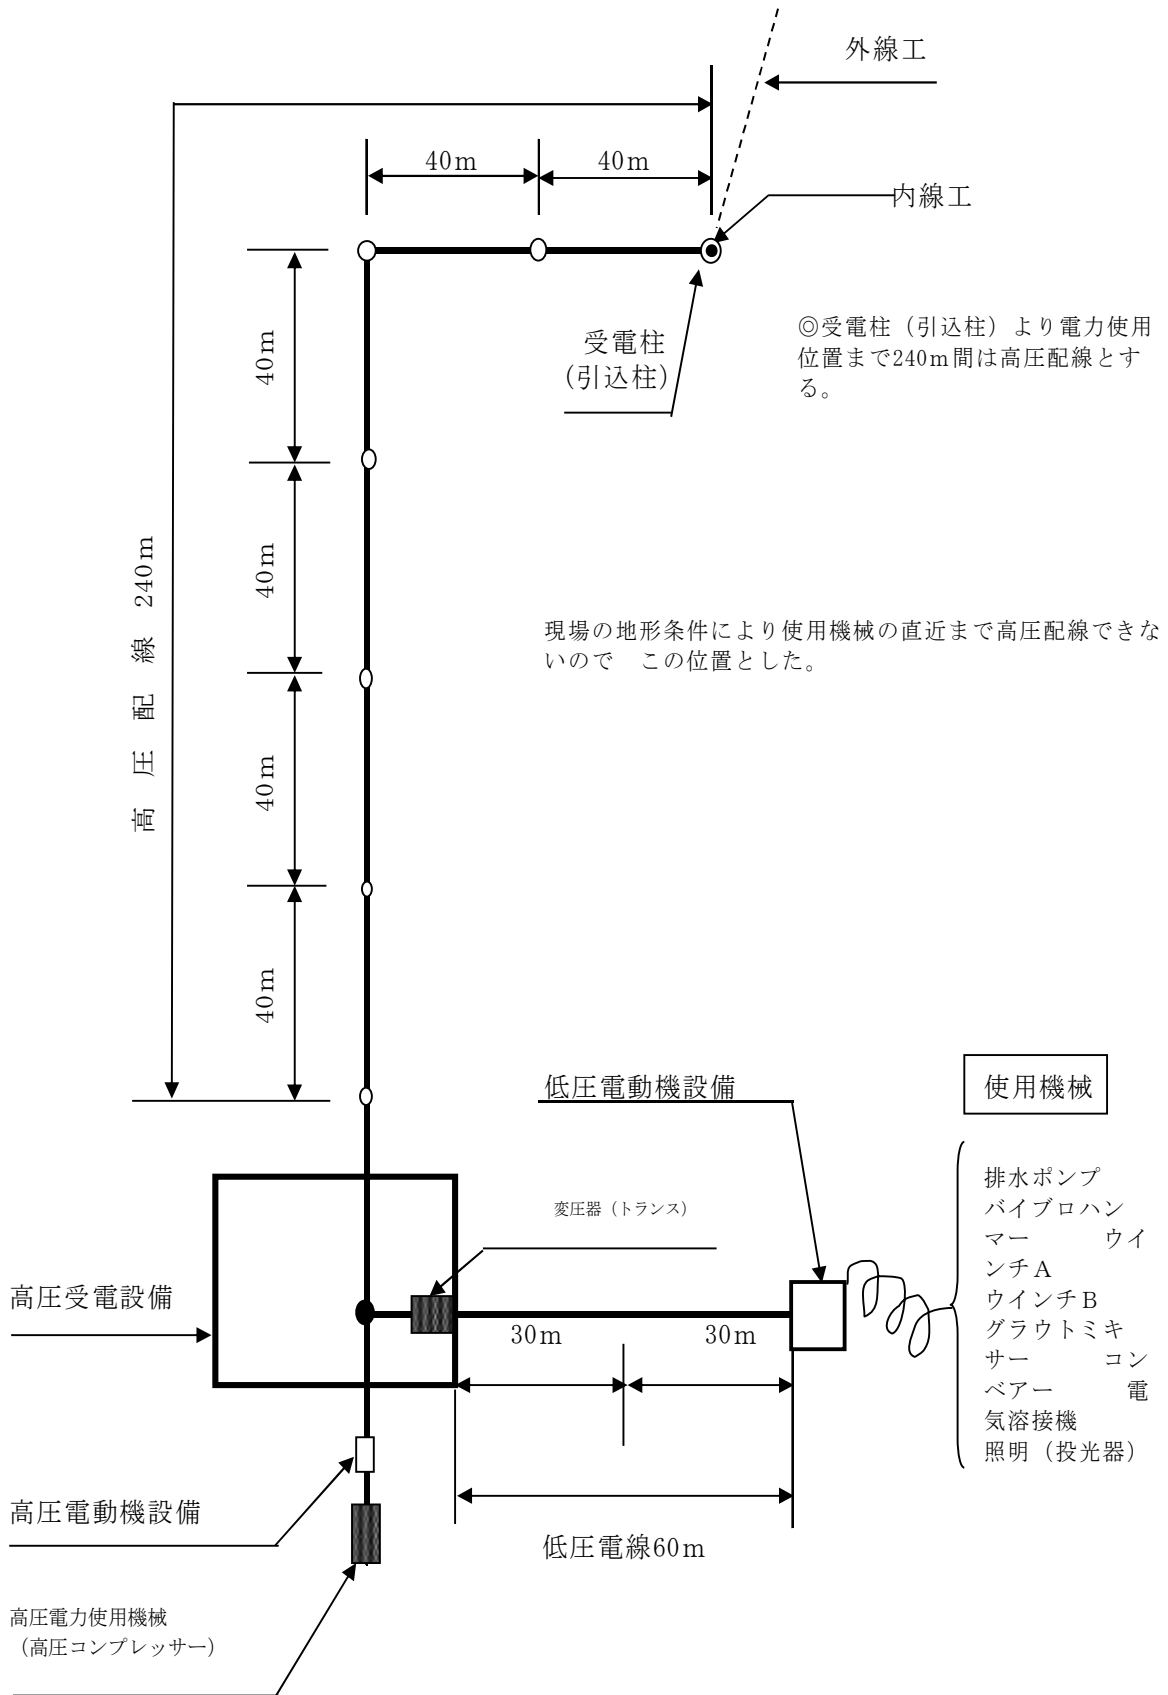 外線工
40m
40m
内線工
受電柱
(引込柱)
◎受電柱（引込柱）より電力使用
位置まで240m間は高圧配線とす
る。
40m
40m
40m
40m
高 圧 配 線 240m
現場の地形条件により使用機械の直近まで高圧配線できな
いので　この位置とした。
低圧電動機設備
使用機械
変圧器（トランス）
排水ポンプ
バイブロハン
マー　　　ウイ
ンチA
ウインチB
グラウトミキ
サー　　　コン
ベアー　　　電
気溶接機
照明（投光器）
高圧受電設備
30m
30m
高圧電動機設備
低圧電線60m
高圧電力使用機械
（高圧コンプレッサー）